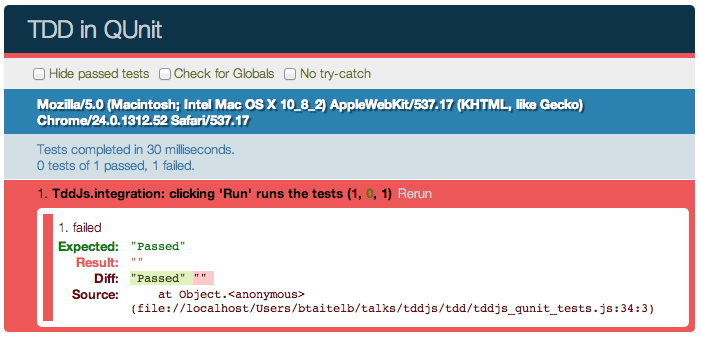 TDD in QUnit
Hide passed tests Check for Globals No try-catch
Mozilla/5.0 (Macintosh; Intel Mac OS X 10_8_2) AppleWebKit/537.17 (KHTML, like Gecko)
Chrome/24.0.1312.52 Safari/537.17
Tests completed in 30 milliseconds.
0 tests of 1 passed, 1 failed.
1. TddJs.integration: clicking 'Run' runs the tests (1, 0, 1) Rerun
1. failed
Expected: "Passed"
Result: ""
Diff: "Passed" ""
Source: at Object.<anonymous>
(file://localhost/Users/btaitelb/talks/tddjs/tdd/tddjs_qunit_tests.js:34:3)